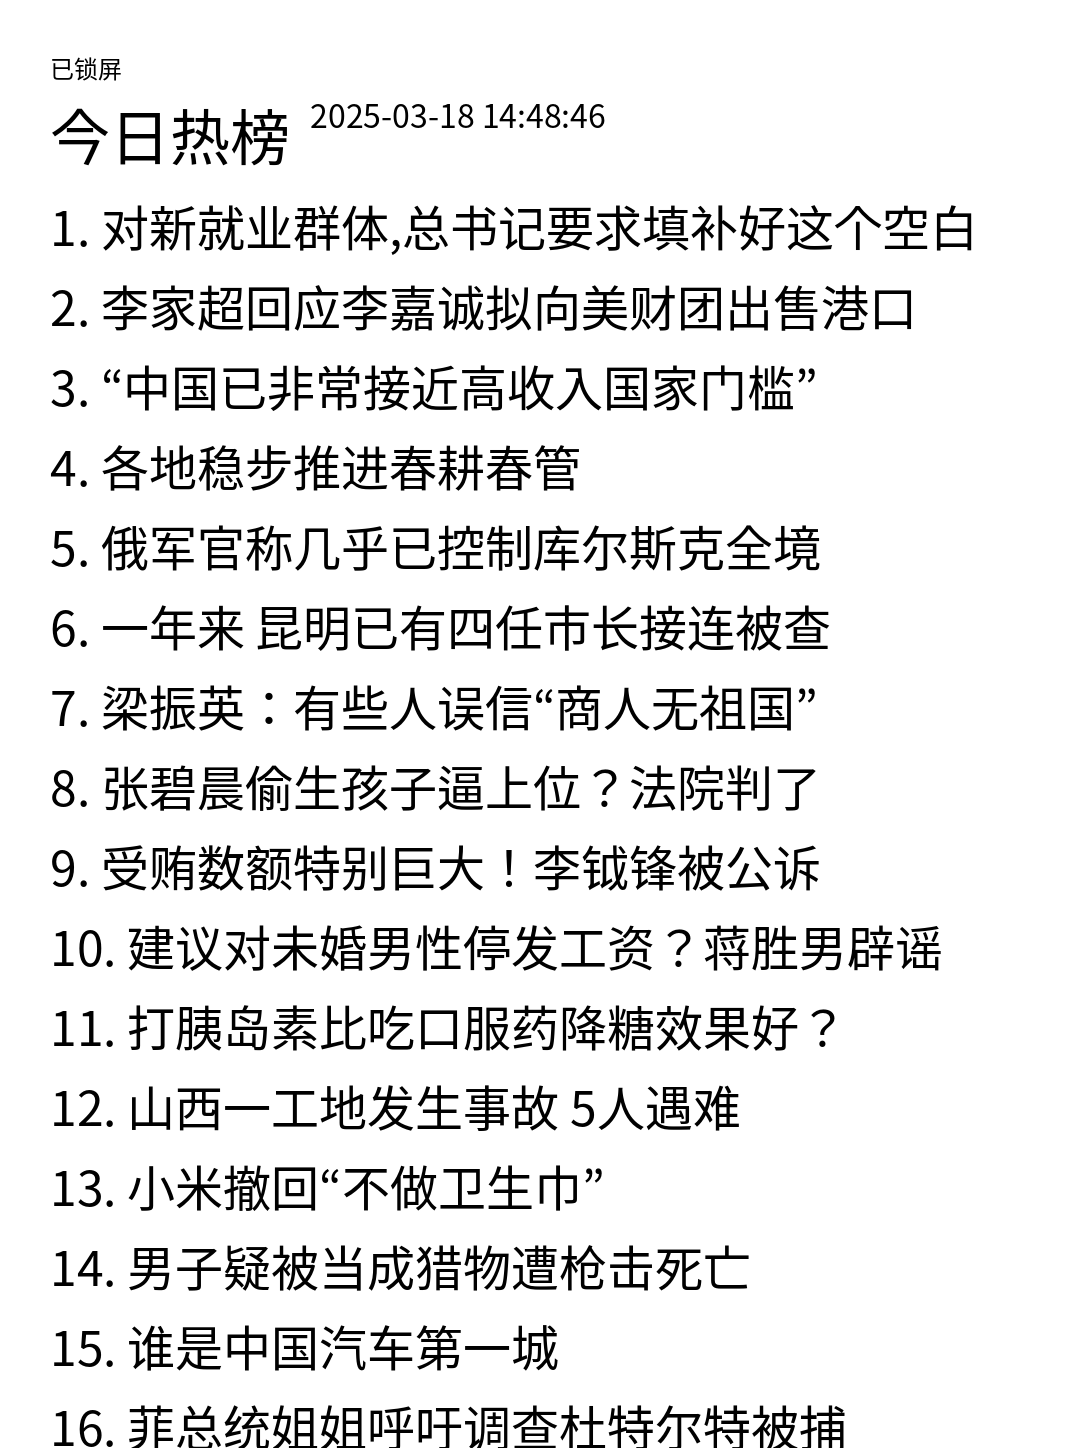 已锁屏
今日热榜 2025-03-18 14:48:46
1. 对新就业群体,总书记要求填补好这个空白
2. 李家超回应李嘉诚拟向美财团出售港口
3. “中国已非常接近高收入国家门槛”
4. 各地稳步推进春耕春管
5. 俄军官称几乎已控制库尔斯克全境
6. 一年来 昆明已有四任市长接连被查
7. 梁振英：有些人误信“商人无祖国”
8. 张碧晨偷生孩子逼上位？法院判了
9. 受贿数额特别巨大！李钺锋被公诉
10. 建议对未婚男性停发工资？蒋胜男辟谣
11. 打胰岛素比吃口服药降糖效果好？
12. 山西一工地发生事故 5人遇难
13. 小米撤回“不做卫生巾”
14. 男子疑被当成猎物遭枪击死亡
15. 谁是中国汽车第一城
16. 菲总统姐姐呼吁调查杜特尔特被捕